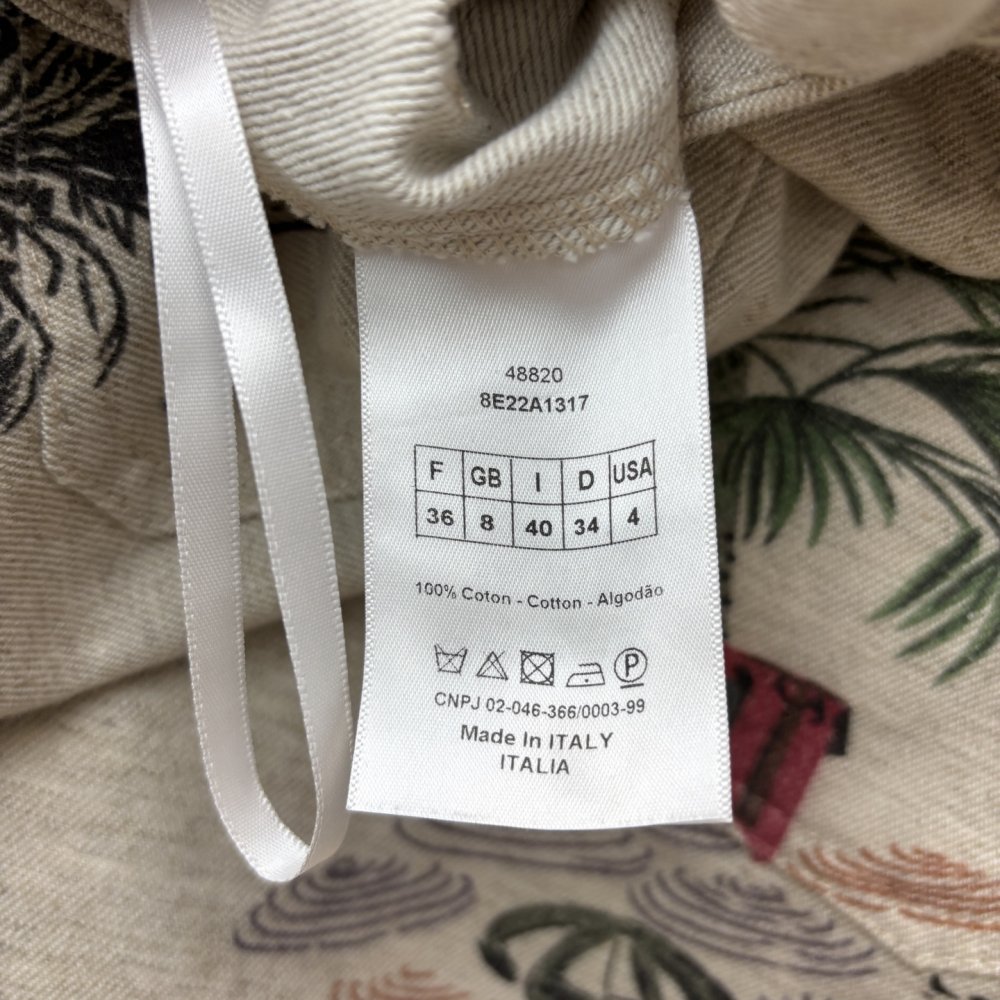 48820
8E22A1317
F GB I D USA
36 8 40 34 4
100% Coton - Cotton - Algodão
P
CNPJ 02-046-366/0003-99
Made In ITALY
ITALIA